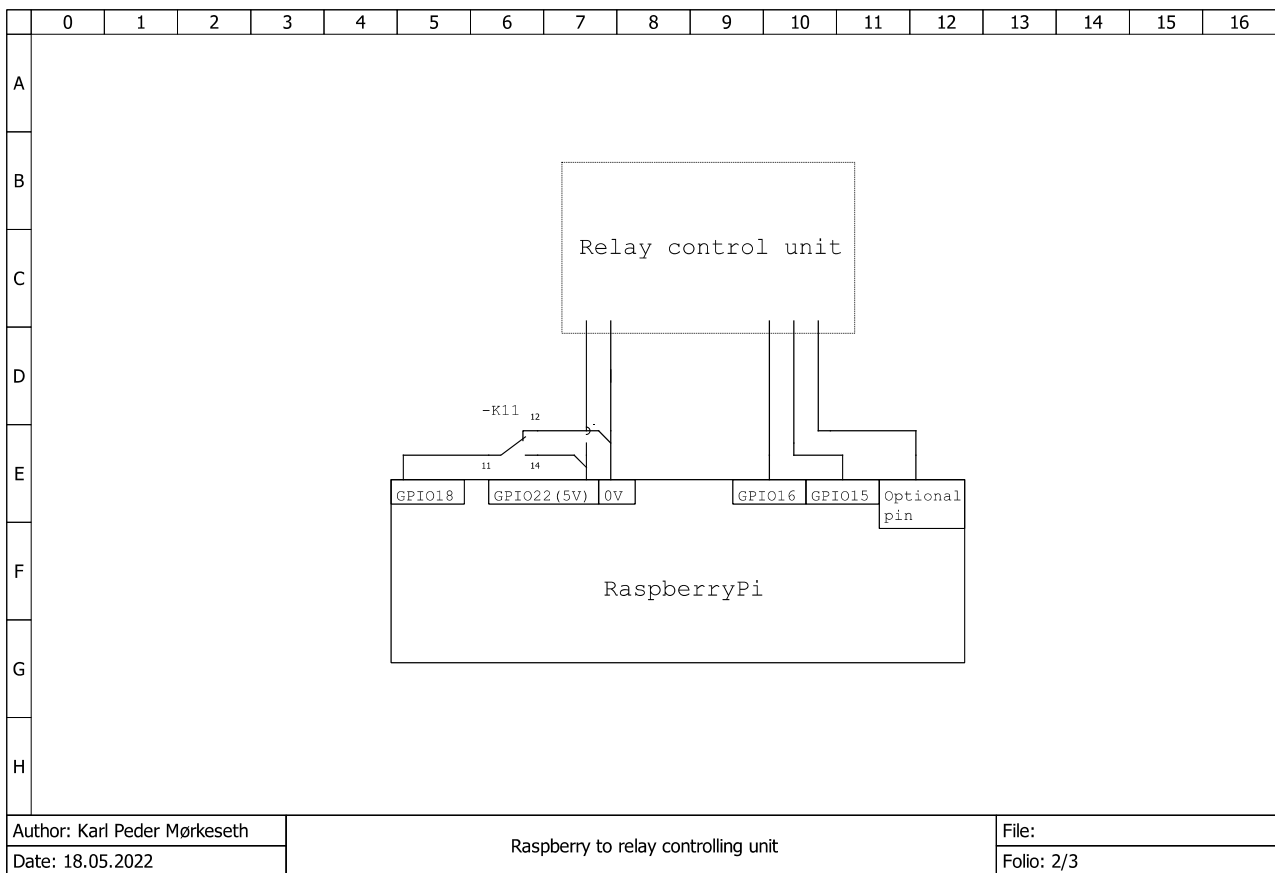 0 1 2 3 4 5 6 7 8 9 10 11 12 13 14 15 16
A
B
C
D
E
F
G
H
Relay control unit
-K11
12
11
14
GPIO18
GPIO22(5V)
0V
GPIO16
GPIO15
Optional
pin
RaspberryPi
Author: Karl Peder Mørkeseth
Date: 18.05.2022
Raspberry to relay controlling unit
File:
Folio: 2/3